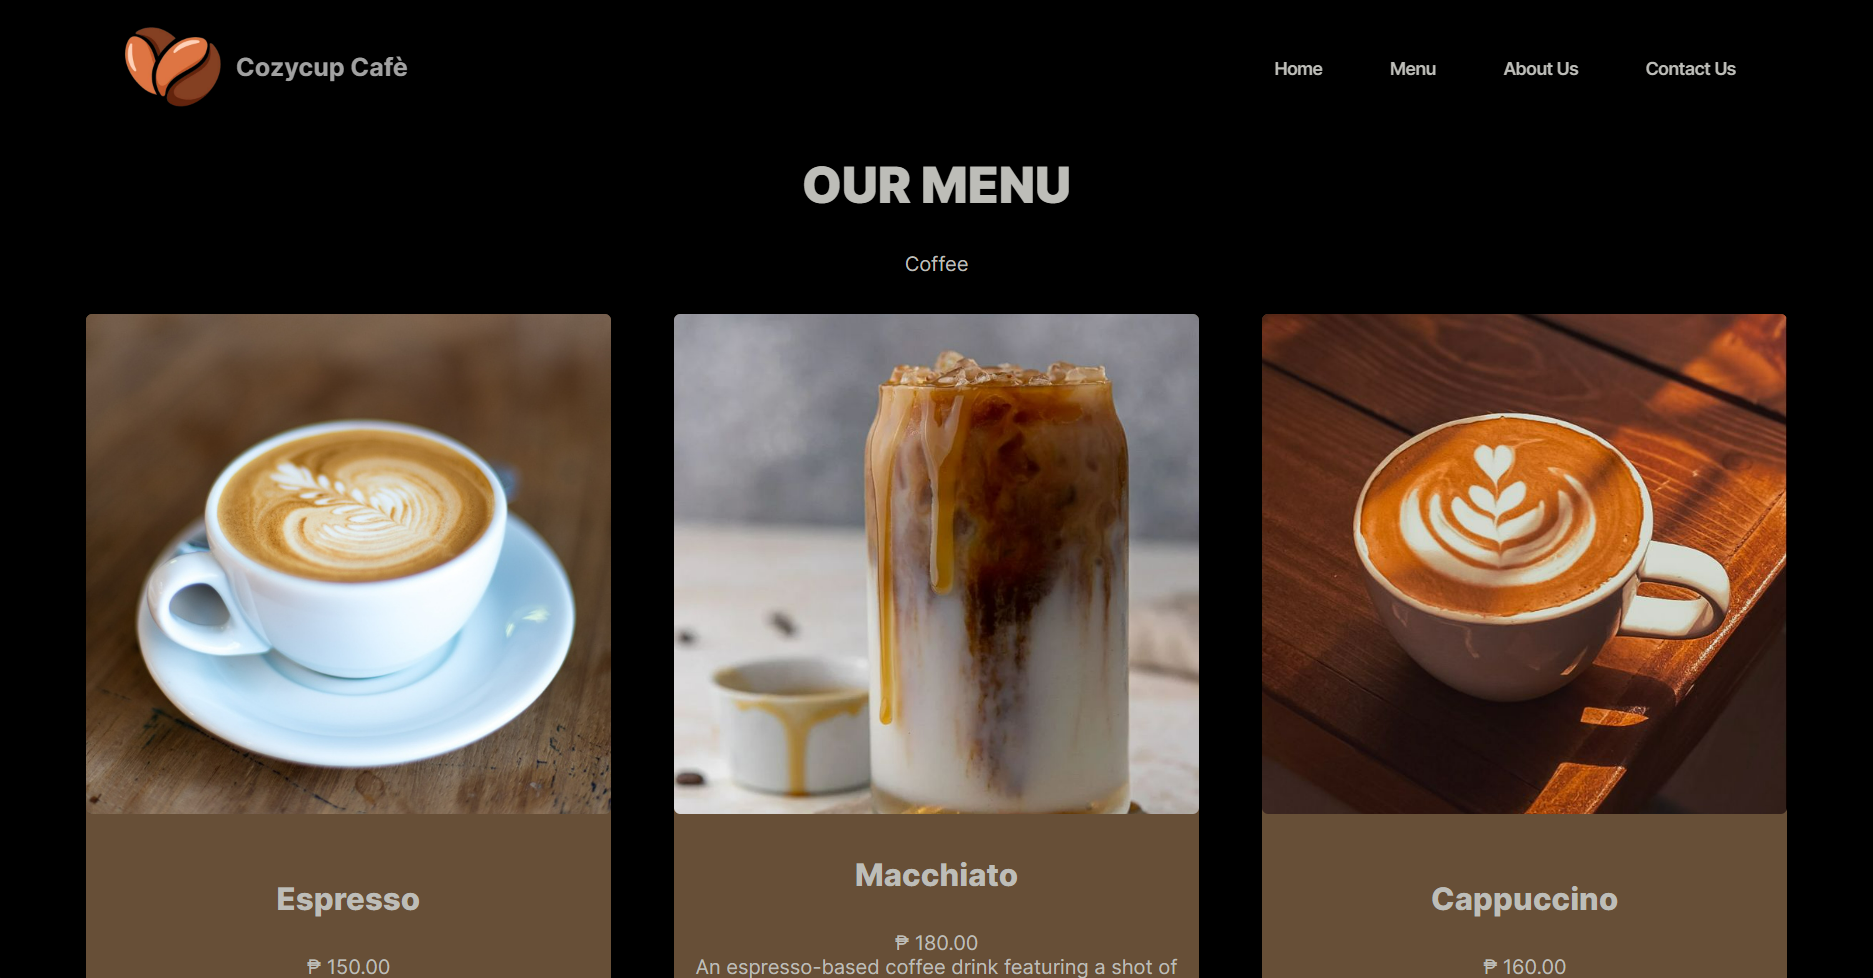 Cozycup Cafè
Home
Menu
About Us
Contact Us
OUR MENU
Coffee
Espresso
₱ 150.00
Macchiato
₱ 180.00
An espresso-based coffee drink featuring a shot of
Cappuccino
₱ 160.00